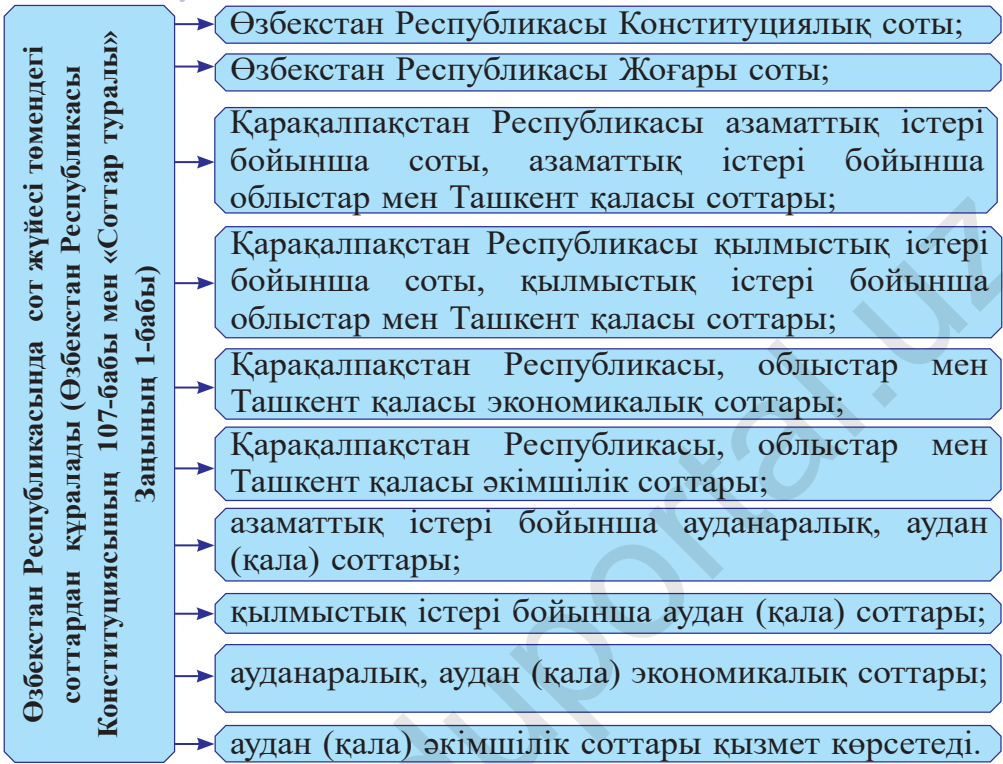 Өзбекстан Республикасында сот жүйесі төмендегі
соттардан құралады (Өзбекстан Республикасы
Конституциясының 107-бабы мен «Соттар туралы»
Заңының 1-бабы)
Өзбекстан Республикасы Конституциялық соты;
Өзбекстан Республикасы Жоғары соты;
Қарақалпақстан Республикасы азаматтық істері
бойынша соты, азаматтық істері бойынша
облыстар мен Ташкент қаласы соттары;
Қарақалпақстан Республикасы қылмыстық істері
бойынша соты, қылмыстық істері бойынша
облыстар мен Ташкент қаласы соттары;
Қарақалпақстан Республикасы, облыстар мен
Ташкент қаласы экономикалық соттары;
Қарақалпақстан Республикасы, облыстар мен
Ташкент қаласы әкімшілік соттары;
азаматтық істері бойынша ауданаралық, аудан
(қала) соттары;
қылмыстық істері бойынша аудан (қала) соттары;
ауданаралық, аудан (қала) экономикалық соттары;
аудан (қала) әкімшілік соттары қызмет көрсетеді.
duportal.uz